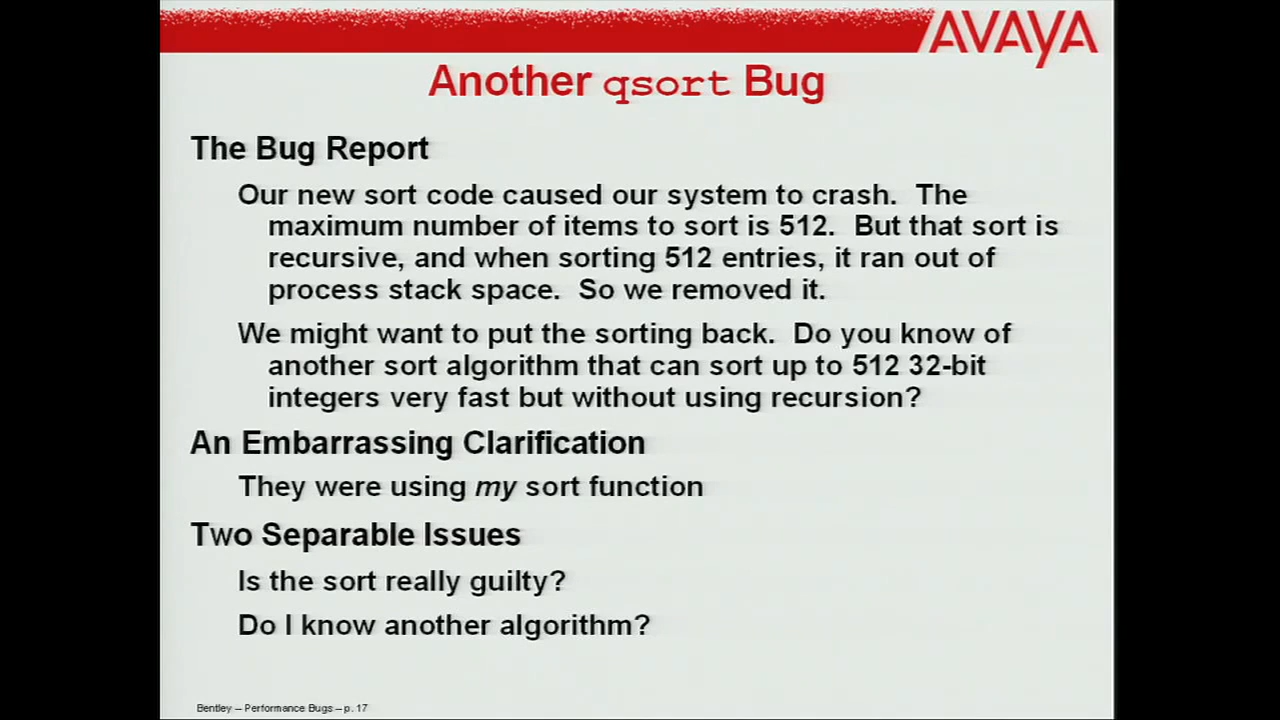 AVAYA
Another qsort Bug
The Bug Report
Our new sort code caused our system to crash. The
maximum number of items to sort is 512. But that sort is
recursive, and when sorting 512 entries, it ran out of
process stack space. So we removed it.
We might want to put the sorting back. Do you know of
another sort algorithm that can sort up to 512 32-bit
integers very fast but without using recursion?
An Embarrassing Clarification
They were using my sort function
Two Separable Issues
Is the sort really guilty?
Do I know another algorithm?
Bentley – Performance Bugs – p. 17